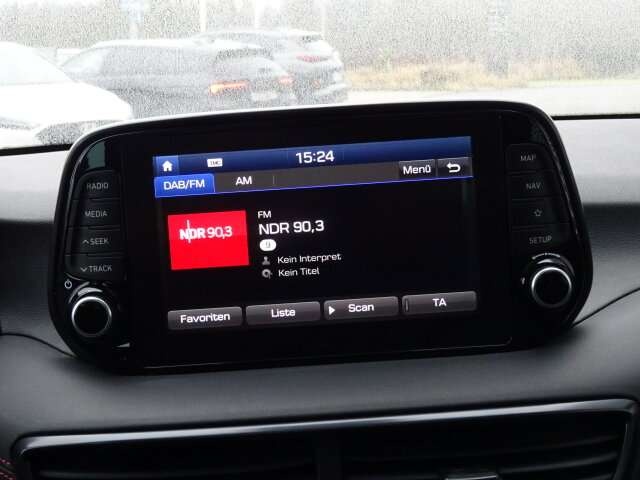 15:24
DAB/FM AM Menü
FM
NDR 90,3
NDR 90,3
9
Kein Interpret
Kein Titel
Favoriten Liste Scan TA
RADIO
MEDIA
SEEK
TRACK
MAP
NAV
SETUP